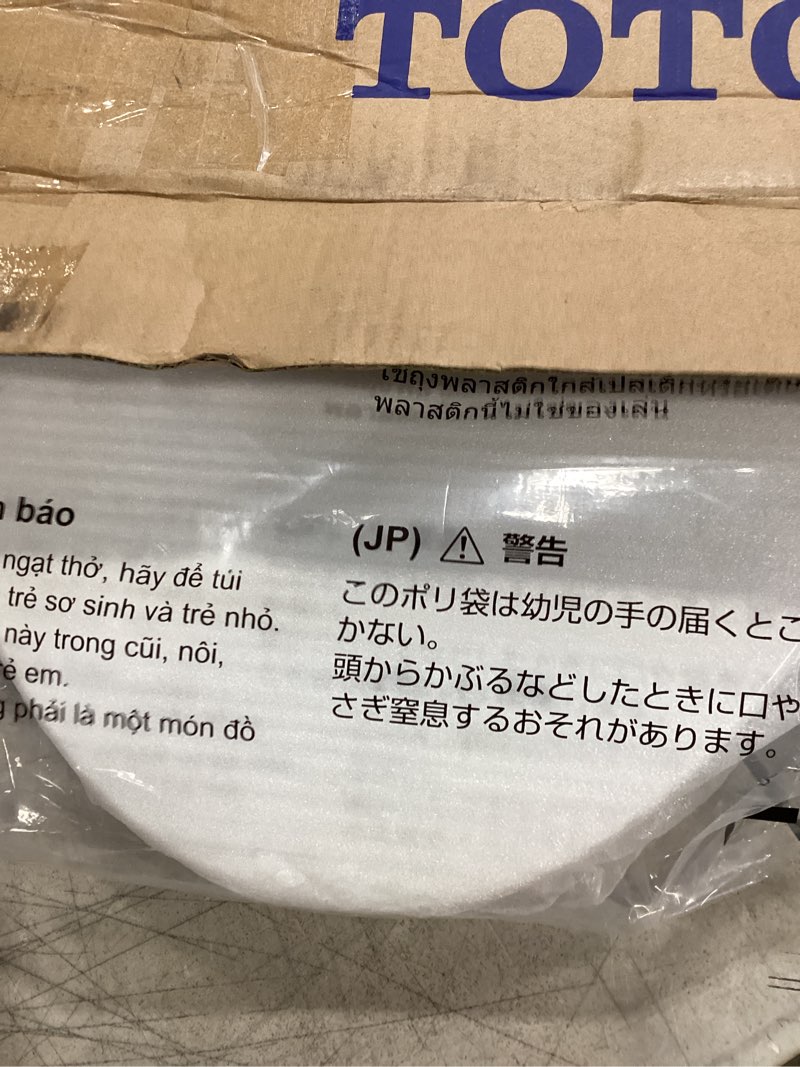 TOTO
พลาสติกนี้ไม่ใช่ของเล่น
báo
ngạt thở, hãy để túi
trẻ sơ sinh và trẻ nhỏ.
này trong cũi, nôi,
em.
phải là một món đồ
(JP) ⚠ 警告
このポリ袋は幼児の手の届くとこ
かない。
頭からかぶるなどしたときに口や
さぎ窒息するおそれがあります。